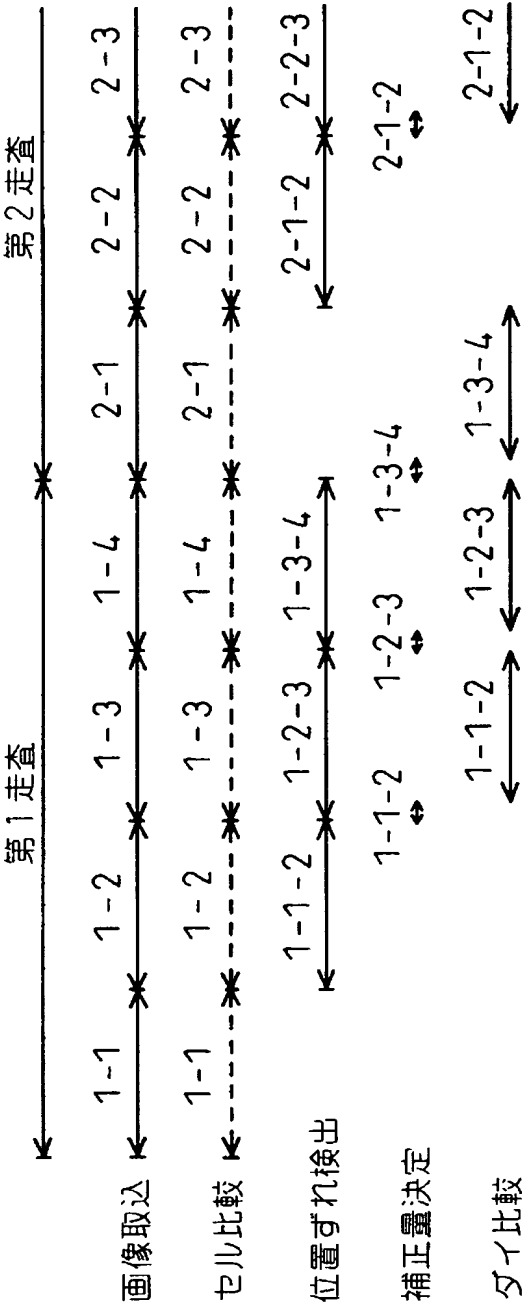 第1走査 第2走査
画像取込 1-1 1-2 1-3 1-4 2-1 2-2 2-3
セル比較 1-1 1-2 1-3 1-4 2-1 2-2 2-3
位置ずれ検出 1-1-2 1-2-3 1-3-4 2-1-2 2-2-3
補正量決定 1-1-2 1-2-3 1-3-4 2-1-2
ダイ比較 1-1-2 1-2-3 1-3-4 2-1-2